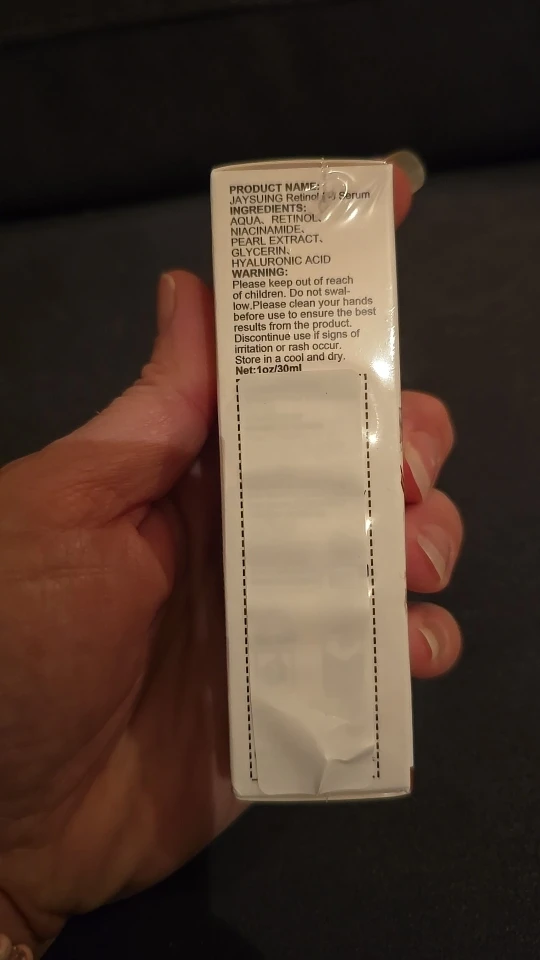 PRODUCT NAME:
JAYSUING Retinol Serum
INGREDIENTS:
AQUA、RETINOL、
NIACINAMIDE、
PEARL EXTRACT、
GLYCERIN、
HYALURONIC ACID
WARNING:
Please keep out of reach
of children. Do not swal-
low.Please clean your hands
before use to ensure the best
results from the product.
Discontinue use if signs of
irritation or rash occur.
Store in a cool and dry.
Net:1oz/30ml